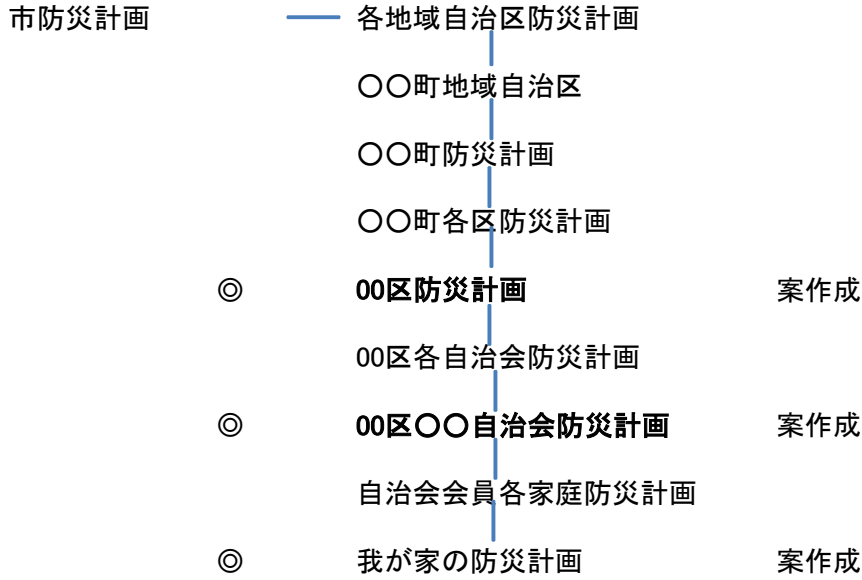 市防災計画 各地域自治区防災計画
〇〇町地域自治区
〇〇町防災計画
〇〇町各区防災計画
◎ 00区防災計画 案作成
00区各自治会防災計画
◎ 00区〇〇自治会防災計画 案作成
自治会会員各家庭防災計画
◎ 我が家の防災計画 案作成